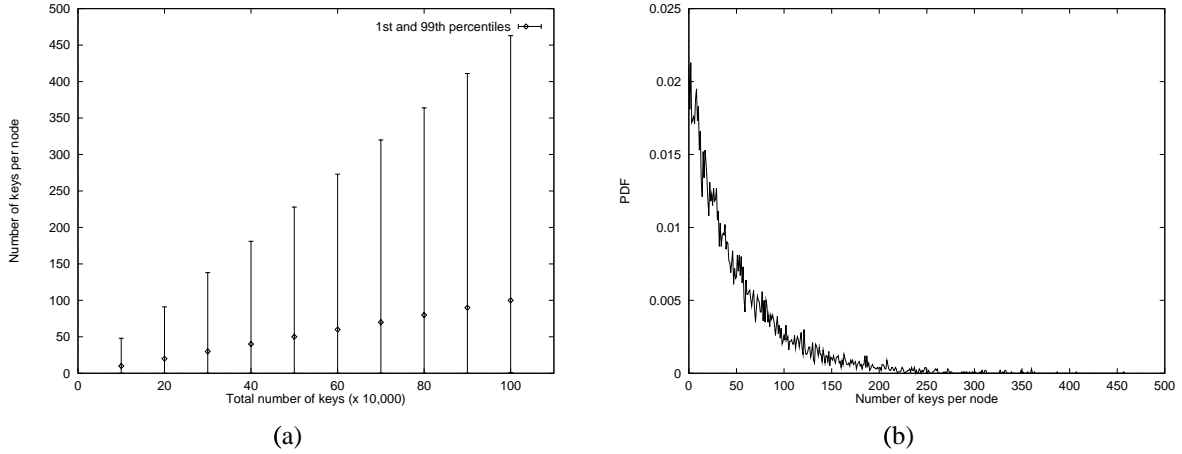 500
450
400
350
300
250
200
150
100
50
0
Number of keys per node
1st and 99th percentiles
0 20 40 60 80 100
Total number of keys (x 10,000)
(a)
0.025
0.02
0.015
0.01
0.005
0
PDF
0 50 100 150 200 250 300 350 400 450 500
Number of keys per node
(b)